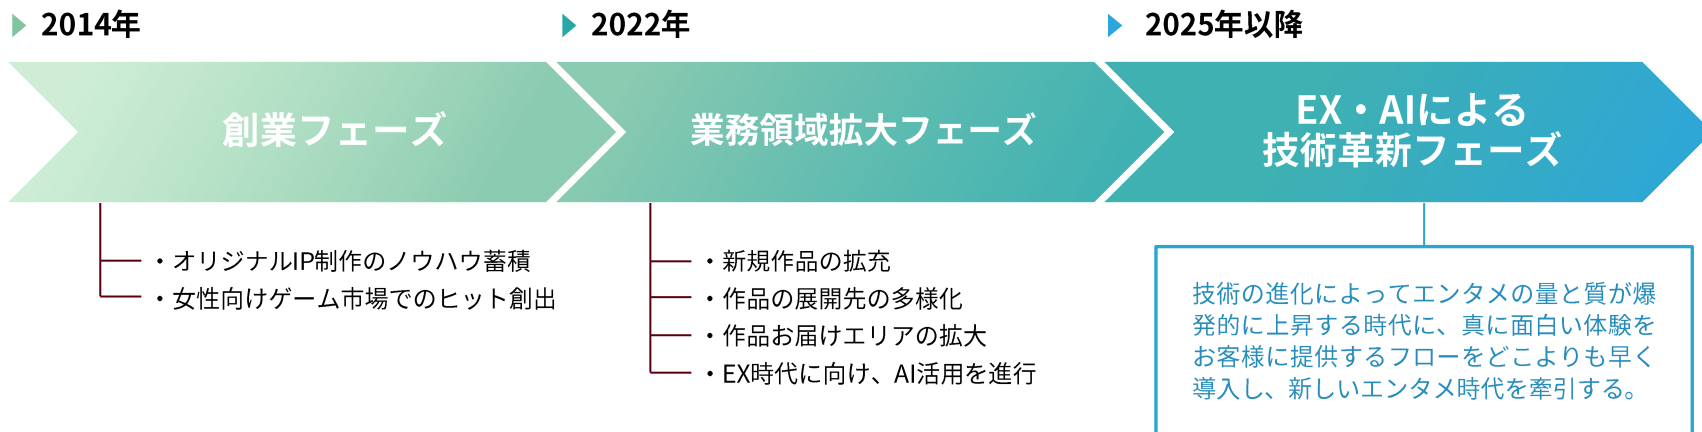 2014年
2022年
2025年以降
創業フェーズ
業務領域拡大フェーズ
EX・AIによる
技術革新フェーズ
・オリジナルIP制作のノウハウ蓄積
・女性向けゲーム市場でのヒット創出
・新規作品の拡充
・作品の展開先の多様化
・作品お届けエリアの拡大
・EX時代に向け、AI活用を進行
技術の進化によってエンタメの量と質が爆
発的に上昇する時代に、真に面白い体験を
お客様に提供するフローをどこよりも早く
導入し、新しいエンタメ時代を牽引する。